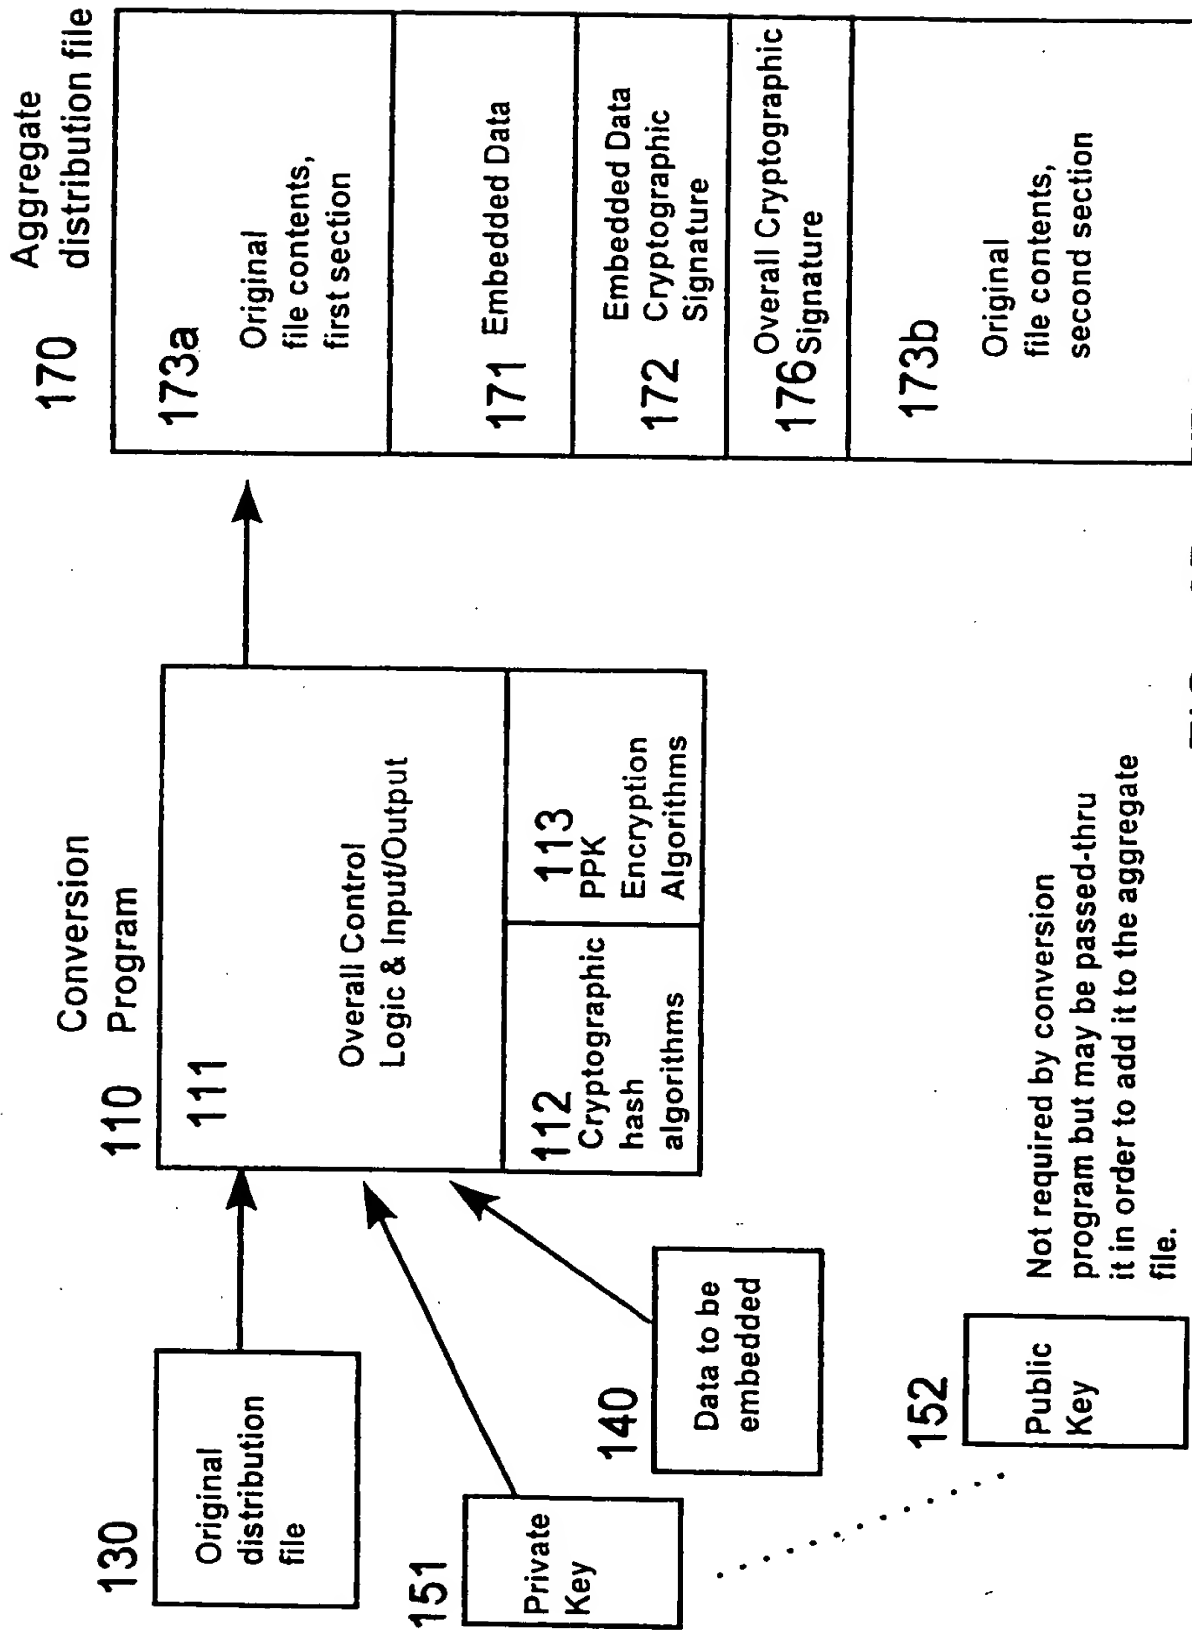 130
Original
distribution
file
151
Private
Key
140
Data to be
embedded
152
Public
Key
Not required by conversion
program but may be passed-thru
it in order to add it to the aggregate
file.
110
Conversion
Program
111
Overall Control
Logic & Input/Output
112
Cryptographic
hash
algorithms
113
PPK
Encryption
Algorithms
170
Aggregate
distribution file
173a
Original
file contents,
first section
171
Embedded Data
172
Embedded Data
Cryptographic
Signature
176
Overall Cryptographic
Signature
173b
Original
file contents,
second section